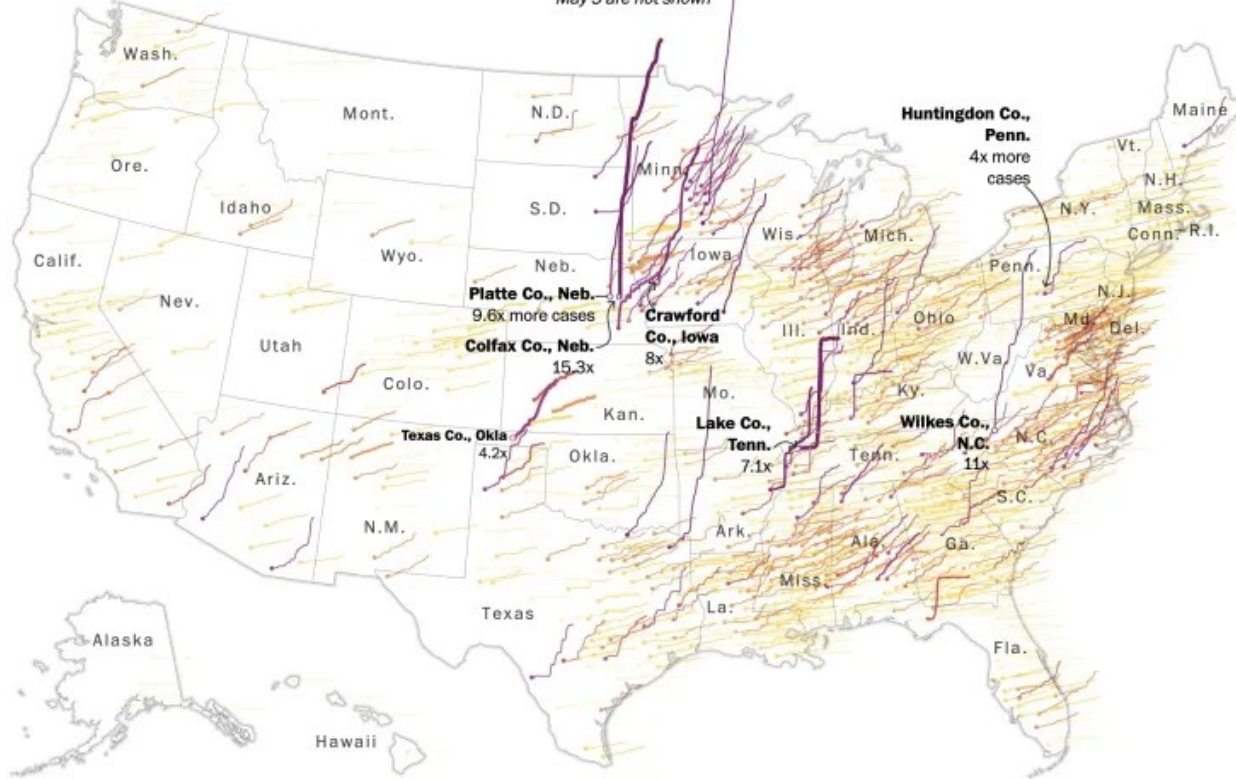 May 5 are not shown
Wash.
Mont.
N.D.
Minn.
Huntingdon Co.,
Penn.
4x more
cases
Maine
Vt.
N.H.
Ore.
Idaho
S.D.
Wis.
Mich.
N.Y.
Mass.
Conn.
R.I.
Calif.
Wyo.
Neb.
Iowa
Penn.
Nev.
Platte Co., Neb.
9.6x more cases
Colfax Co., Neb.
15.3x
Crawford
Co., Iowa
8x
N.J.
Ill.
Ind.
Ohio
Md.
Del.
Utah
Colo.
W.Va.
Va.
Kan.
Mo.
Ky.
Texas Co., Okla
4.2x
Lake Co.,
Tenn.
7.1x
Wilkes Co.,
N.C.
11x
N.C.
Ariz.
Okla.
Tenn.
S.C.
N.M.
Ark.
Ala.
Ga.
Miss.
Texas
La.
Fla.
Alaska
Hawaii